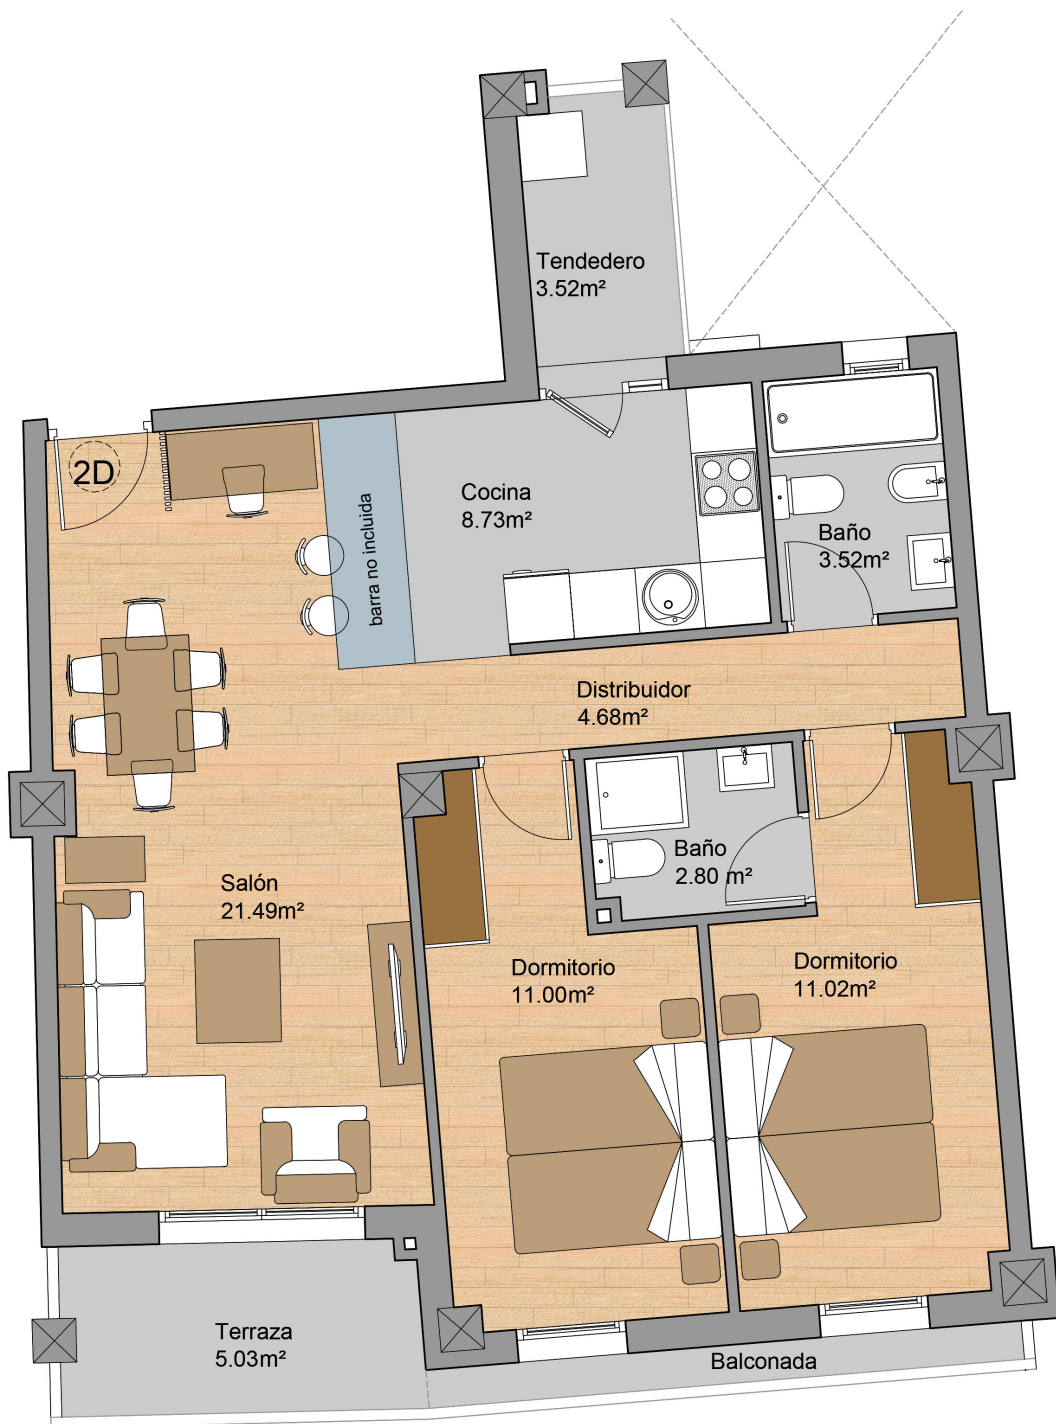 Tendedero
3.52m²
2D
Cocina
8.73m²
barra no incluida
Baño
3.52m²
Distribuidor
4.68m²
Salón
21.49m²
Baño
2.80 m²
Dormitorio
11.00m²
Dormitorio
11.02m²
Terraza
5.03m²
Balconada